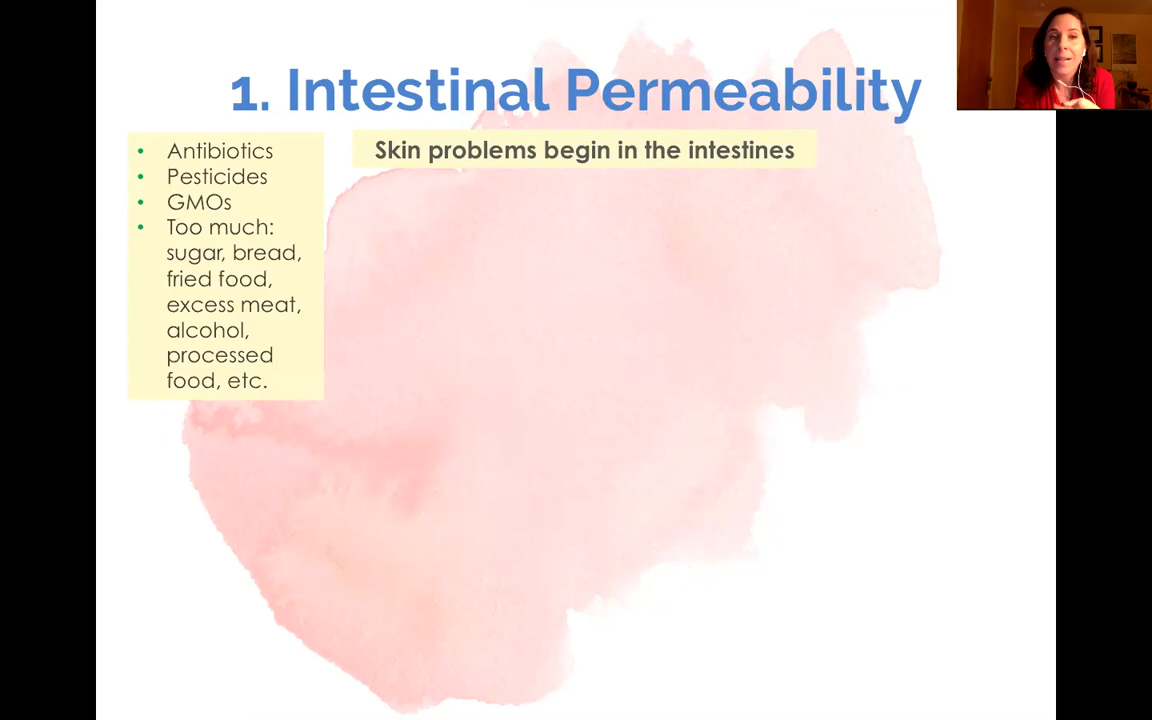 1. Intestinal Permeability
Skin problems begin in the intestines
• Antibiotics
• Pesticides
• GMOs
• Too much:
sugar, bread,
fried food,
excess meat,
alcohol,
processed
food, etc.